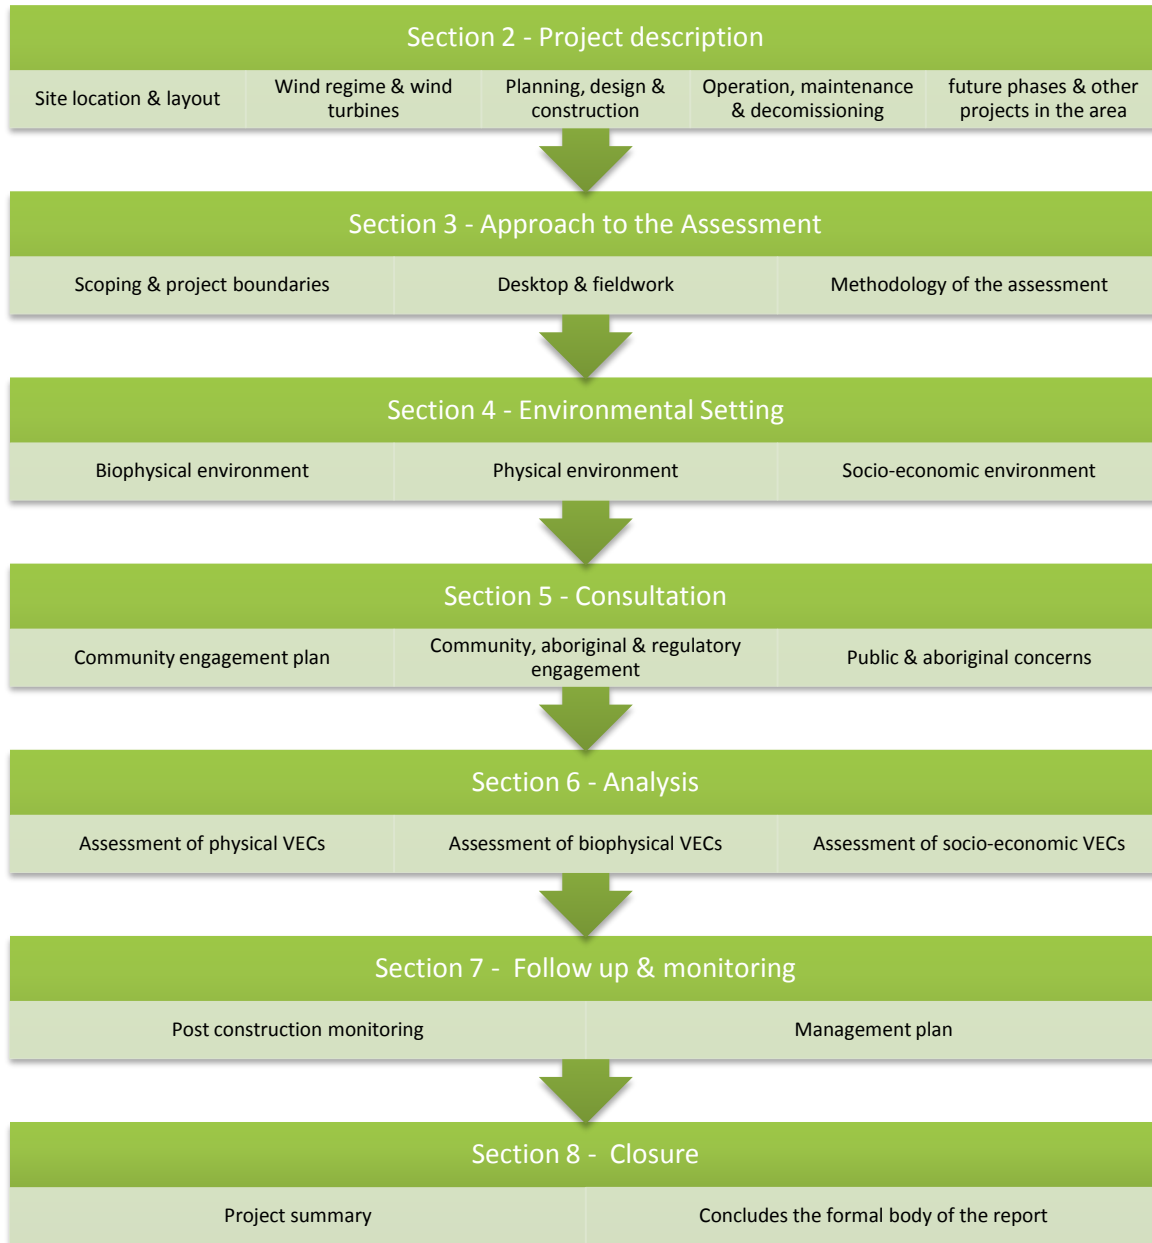 Section 2 - Project description
Site location & layout
Wind regime & wind
turbines
Planning, design &
construction
Operation, maintenance
& decomissioning
future phases & other
projects in the area
Section 3 - Approach to the Assessment
Scoping & project boundaries
Desktop & fieldwork
Methodology of the assessment
Section 4 - Environmental Setting
Biophysical environment
Physical environment
Socio-economic environment
Section 5 - Consultation
Community engagement plan
Community, aboriginal & regulatory
engagement
Public & aboriginal concerns
Section 6 - Analysis
Assessment of physical VECs
Assessment of biophysical VECs
Assessment of socio-economic VECs
Section 7 -  Follow up & monitoring
Post construction monitoring
Management plan
Section 8 -  Closure
Project summary
Concludes the formal body of the report